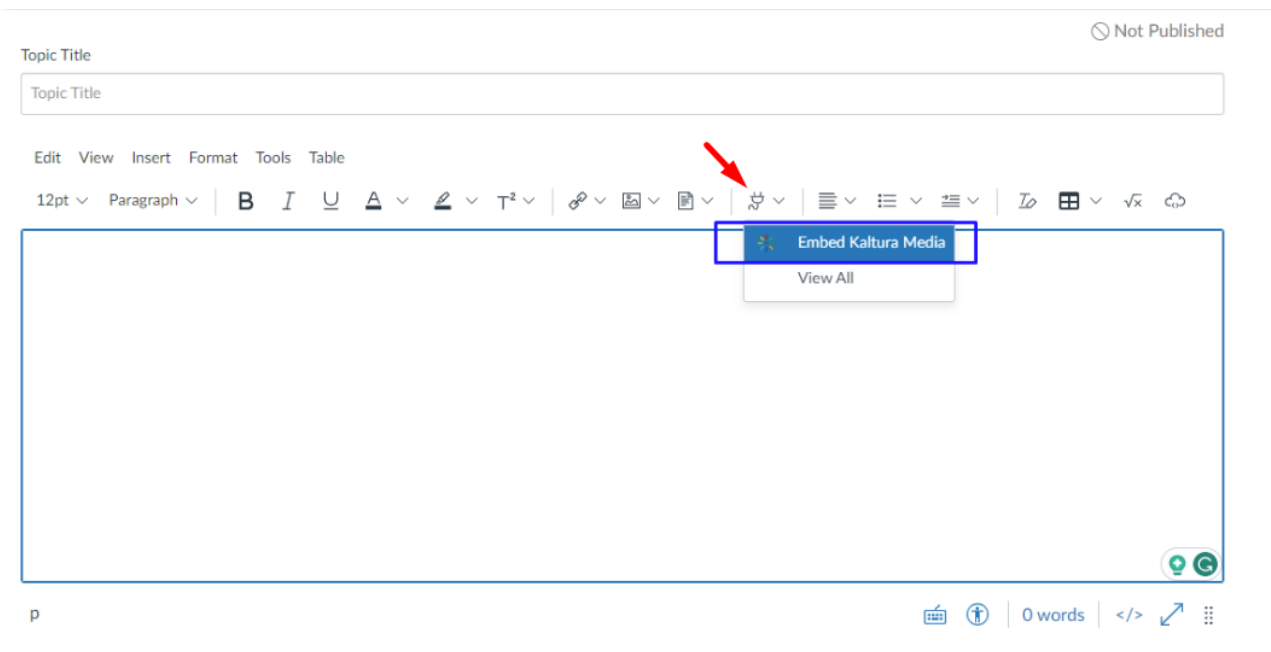 Not Published
Topic Title
Topic Title
Edit View Insert Format Tools Table
12pt Paragraph B I U A T² √x
Embed Kaltura Media
View All
G
p 0 words </>